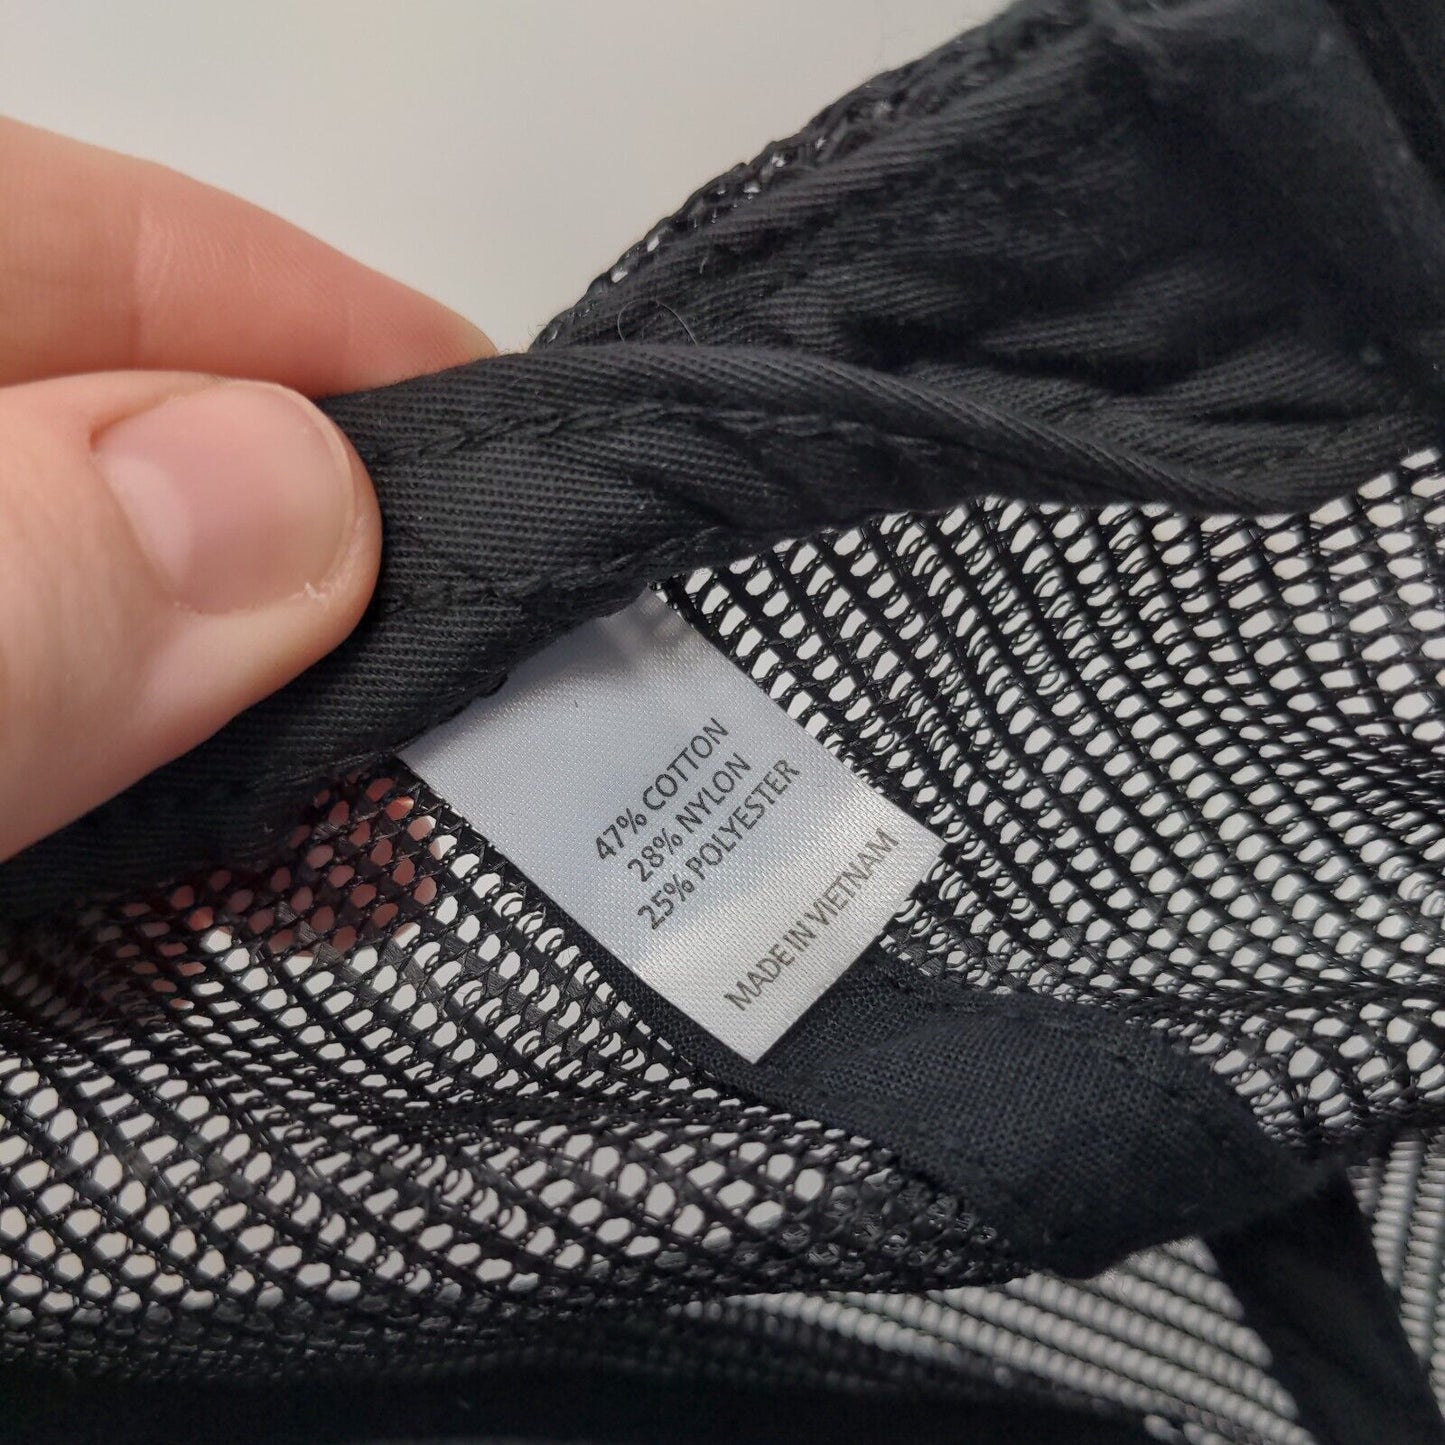 47% COTTON
28% NYLON
25% POLYESTER
MADE IN VIETNAM